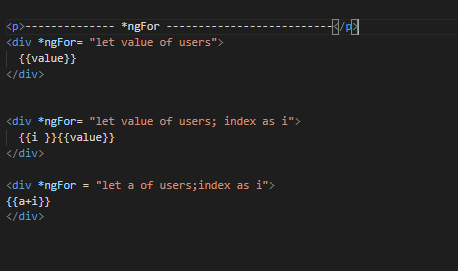 <p>-------------- *ngFor -------------------------</p>
<div *ngFor= "let value of users">
{{value}}
</div>
<div *ngFor= "let value of users; index as i">
{{i }}{{value}}
</div>
<div *ngFor = "let a of users;index as i">
{{a+i}}
</div>